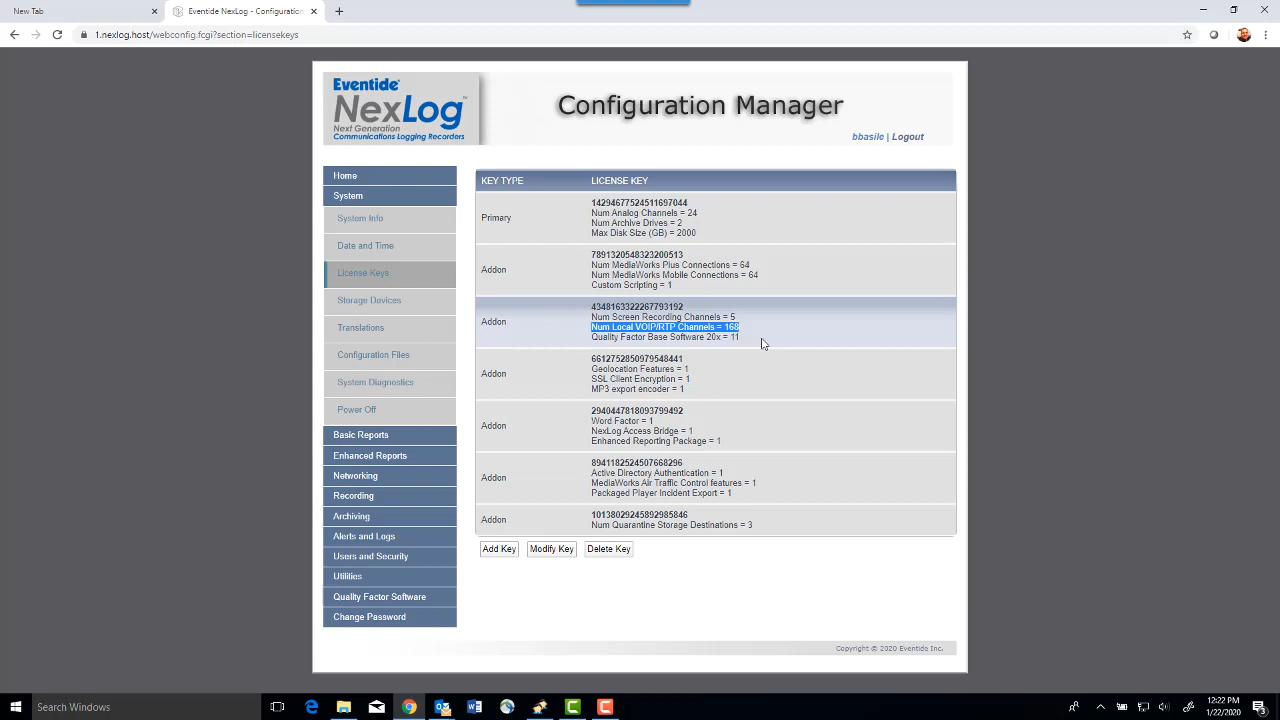 New Tab
Eventide NexLog - Configuration
1.nexlog.host/webconfig.fcgi?section=licensekeys
Eventide
NexLog™
Next Generation
Communications Logging Recorders
Configuration Manager
bbasile | Logout
Home
System
System Info
Date and Time
License Keys
Storage Devices
Translations
Configuration Files
System Diagnostics
Power Off
Basic Reports
Enhanced Reports
Networking
Recording
Archiving
Alerts and Logs
Users and Security
Utilities
Quality Factor Software
Change Password
KEY TYPE LICENSE KEY
Primary
14294677524511697044
Num Analog Channels = 24
Num Archive Drives = 2
Max Disk Size (GB) = 2000
Addon
7891320548323200513
Num MediaWorks Plus Connections = 64
Num MediaWorks Mobile Connections = 64
Custom Scripting = 1
Addon
4348163322267793192
Num Screen Recording Channels = 5
Num Local VOIP/RTP Channels = 168
Quality Factor Base Software 20x = 11
Addon
6612752850979548441
Geolocation Features = 1
SSL Client Encryption = 1
MP3 export encoder = 1
Addon
2940447818093799492
Word Factor = 1
NexLog Access Bridge = 1
Enhanced Reporting Package = 1
Addon
8941182524507668296
Active Directory Authentication = 1
MediaWorks Air Traffic Control features = 1
Packaged Player Incident Export = 1
Addon
10138029245892985846
Num Quarantine Storage Destinations = 3
Add Key Modify Key Delete Key
Copyright © 2020 Eventide Inc.
Search Windows
12:22 PM
1/22/2020